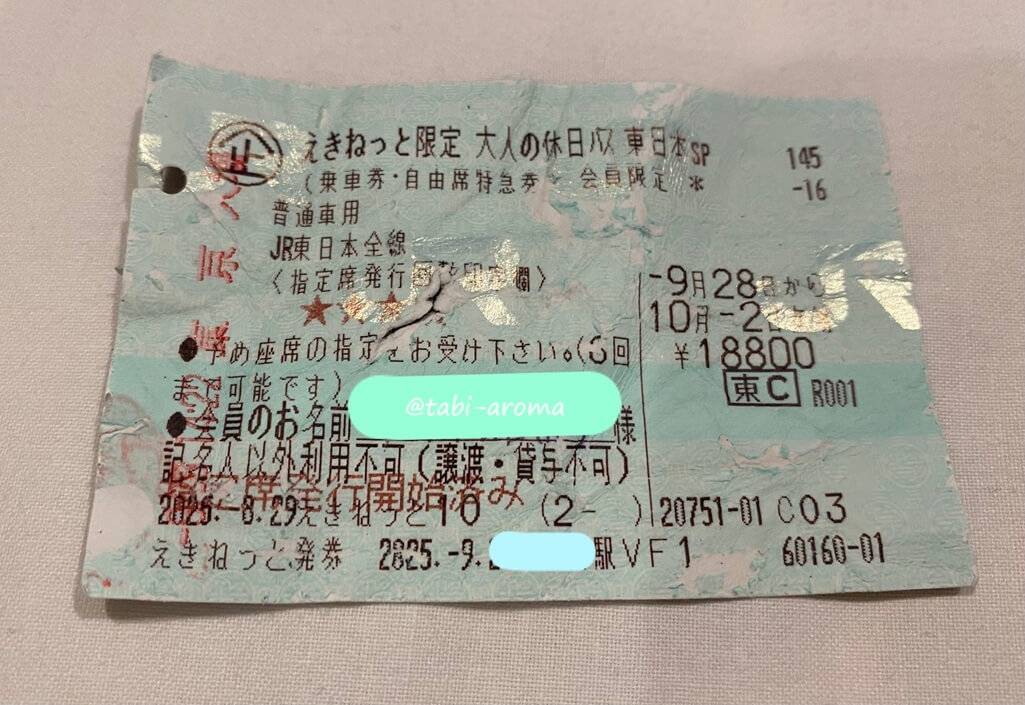 企 えきねっと限定 大人の休日パス 東日本SP 145
(乗車券・自由席特急券 会員限定 * -16
普通車用
JR東日本全線
〈指定席発行 欄〉
★★★
-9月28日から
10月-2日
¥18800
東C R001
●予め座席の指定をお受け下さい。(6回
まで可能です)
@tabi-aroma
●会員のお名前 様
記名人以外利用不可(譲渡・貸与不可)
席発行開始済み
2025.-8.29えきねっと10 (2- ) 20751-01 C03
えきねっと発券 2025.-9.2 駅VF1 60160-01
東京